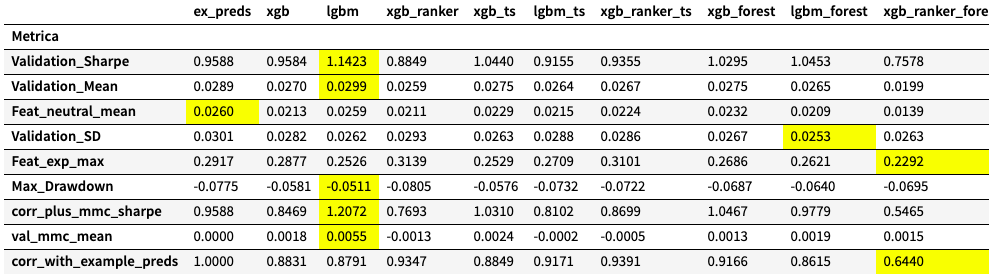 ex_preds xgb lgbm xgb_ranker xgb_ts lgbm_ts xgb_ranker_ts xgb_forest lgbm_forest xgb_ranker_fore
Metrica
Validation_Sharpe 0.9588 0.9584 1.1423 0.8849 1.0440 0.9155 0.9355 1.0295 1.0453 0.7578
Validation_Mean 0.0289 0.0270 0.0299 0.0259 0.0275 0.0264 0.0267 0.0275 0.0265 0.0199
Feat_neutral_mean 0.0260 0.0213 0.0259 0.0211 0.0229 0.0215 0.0224 0.0232 0.0209 0.0139
Validation_SD 0.0301 0.0282 0.0262 0.0293 0.0263 0.0288 0.0286 0.0267 0.0253 0.0263
Feat_exp_max 0.2917 0.2877 0.2526 0.3139 0.2529 0.2709 0.3101 0.2686 0.2621 0.2292
Max_Drawdown -0.0775 -0.0581 -0.0511 -0.0805 -0.0576 -0.0732 -0.0722 -0.0687 -0.0640 -0.0695
corr_plus_mmc_sharpe 0.9588 0.8469 1.2072 0.7693 1.0310 0.8102 0.8699 1.0467 0.9779 0.5465
val_mmc_mean 0.0000 0.0018 0.0055 -0.0013 0.0024 -0.0002 -0.0005 0.0013 0.0019 0.0015
corr_with_example_preds 1.0000 0.8831 0.8791 0.9347 0.8849 0.9171 0.9391 0.9166 0.8615 0.6440